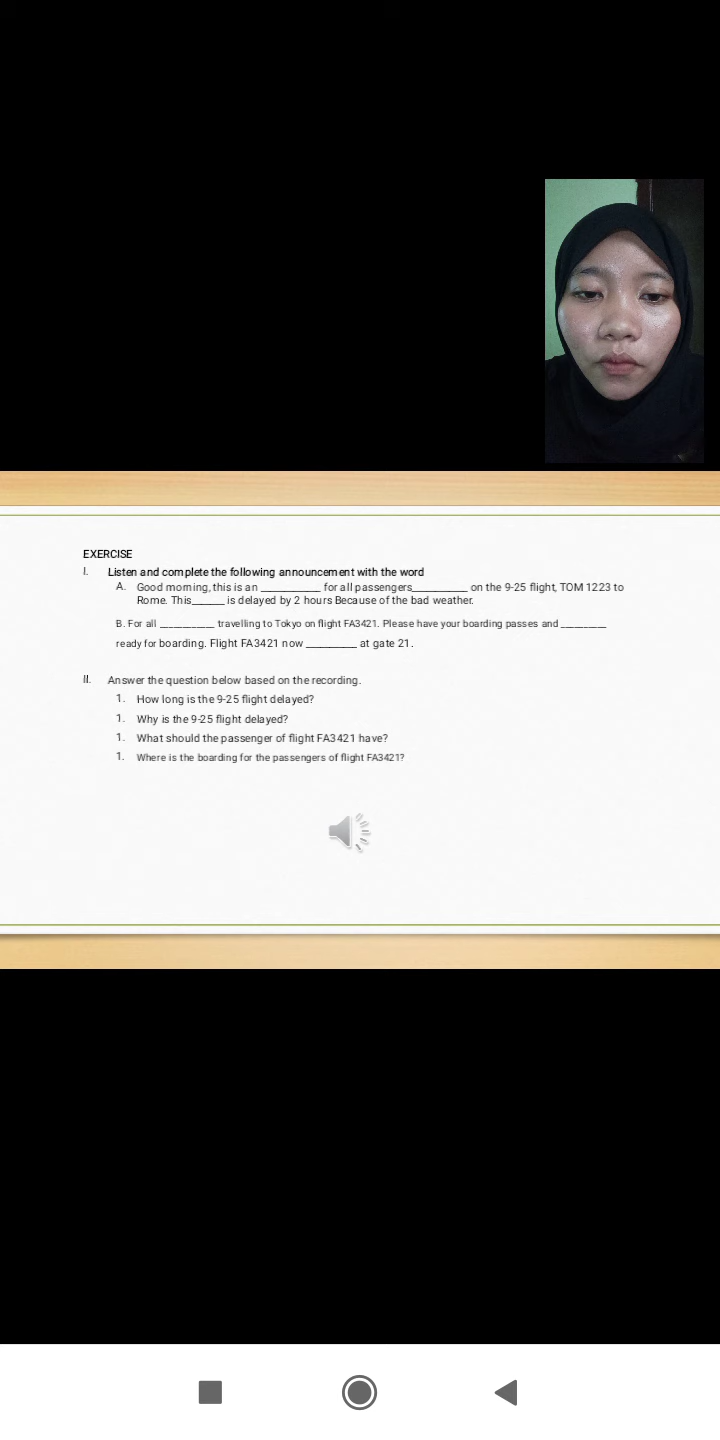 EXERCISE
I. Listen and complete the following announcement with the word
A. Good morning, this is an ___________ for all passengers__________ on the 9-25 flight, TOM 1223 to
Rome. This______ is delayed by 2 hours Because of the bad weather.
B. For all ___________ travelling to Tokyo on flight FA3421. Please have your boarding passes and _________
ready for boarding. Flight FA3421 now _________ at gate 21.
II. Answer the question below based on the recording.
1. How long is the 9-25 flight delayed?
1. Why is the 9-25 flight delayed?
1. What should the passenger of flight FA3421 have?
1. Where is the boarding for the passengers of flight FA3421?